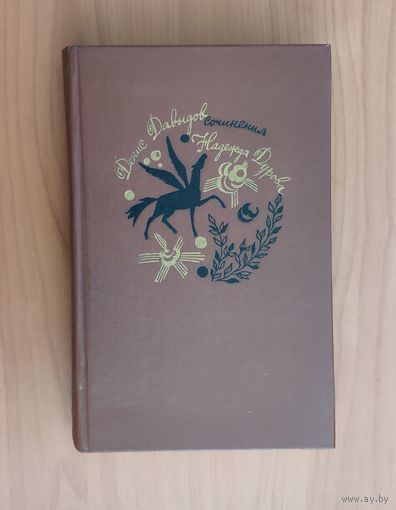 Денис Давыдов
Сочинения
Надежда Дурова
www.ay.by